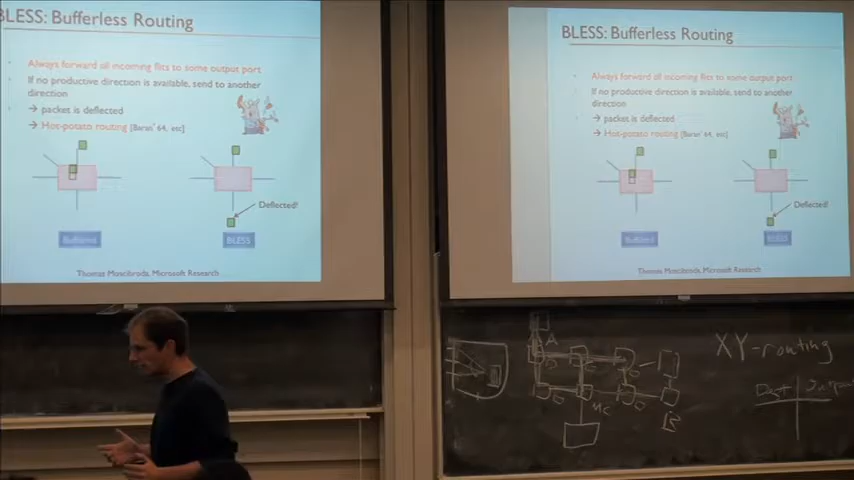 BLESS: Bufferless Routing
Always forward all incoming flits to some output port
If no productive direction is available, send to another
direction
→ packet is deflected
→ Hot-potato routing [Baran' 64, etc]
Deflected!
Buffered
BLESS
Thomas Moscibroda, Microsoft Research
BLESS: Bufferless Routing
Always forward all incoming flits to some output port
If no productive direction is available, send to another
direction
→ packet is deflected
→ Hot-potato routing [Baran' 64, etc]
Deflected!
Buffered
BLESS
Thomas Moscibroda, Microsoft Research
XY-routing
A
B